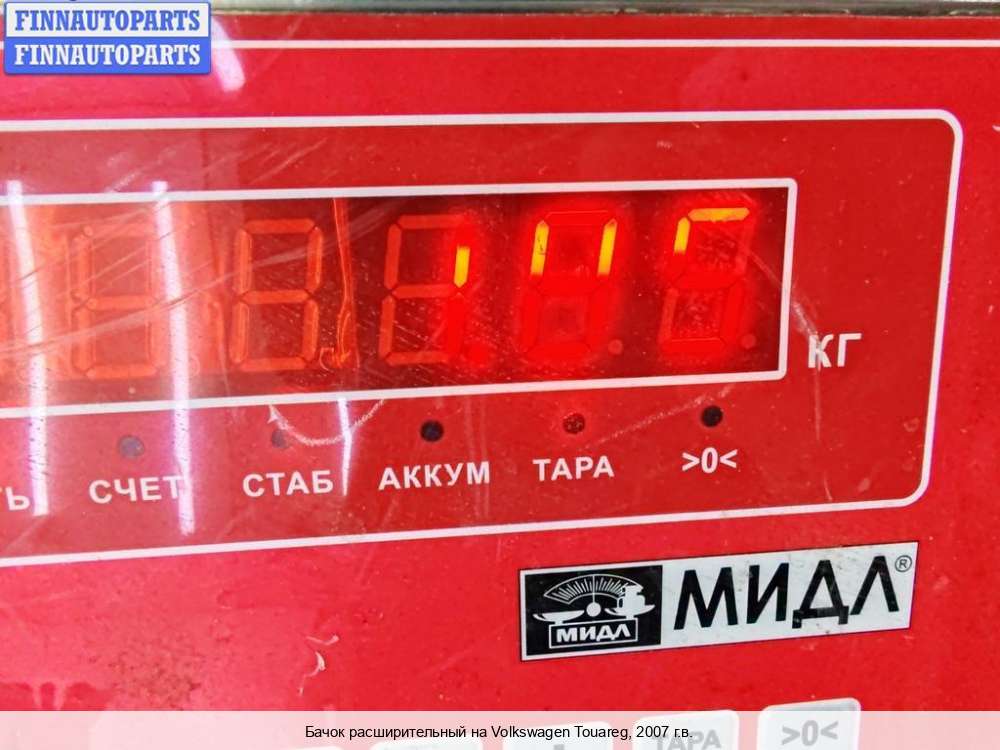 FINNAUTOPARTS
FINNAUTOPARTS
КГ
СЧЕТ СТАБ АККУМ ТАРА >0<
МИДЛ МИДЛ®
ТАРА >0<
Бачок расширительный на Volkswagen Touareg, 2007 г.в.